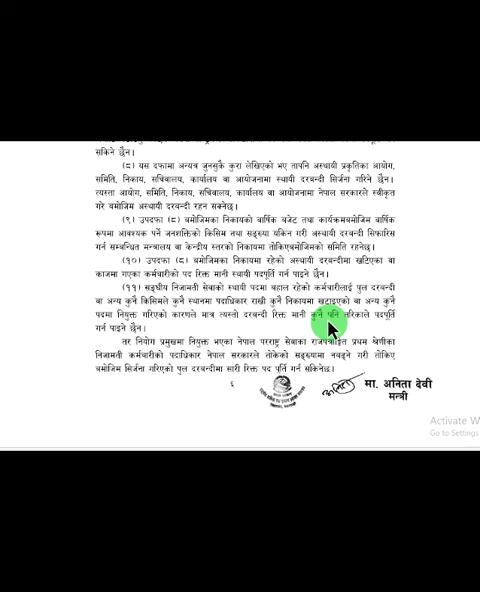 सकिने छैन।
(८) यस दफामा अन्यत्र जुनसुकै कुरा लेखिएको भए तापनि अस्थायी प्रकृतिका आयोग,
समिति, निकाय, सचिवालय, कार्यालय वा आयोजनामा स्थायी दरबन्दी सिर्जना गरिने छैन।
त्यस्ता आयोग, समिति, निकाय, सचिवालय, कार्यालय वा आयोजनामा नेपाल सरकारले स्वीकृत
गरे बमोजिम अस्थायी दरबन्दी रहन सक्नेछ।
(९) उपदफा (८) बमोजिमका निकायको वार्षिक बजेट तथा कार्यक्रमबमोजिम वार्षिक
रूपमा आवश्यक पर्ने जनशक्तिको किसिम तथा सङ्ख्या यकिन गरी अस्थायी दरबन्दी सिफारिस
गर्न सम्बन्धित मन्त्रालय वा केन्द्रीय स्तरको निकायमा तोकिएबमोजिमको समिति रहनेछ।
(१०) उपदफा (८) बमोजिमका निकायमा रहेको अस्थायी दरबन्दीमा खटिएका वा
काजमा गएका कर्मचारीको पद रिक्त मानी स्थायी पदपूर्ति गर्न पाइने छैन।
(११) सङ्घीय निजामती सेवाको स्थायी पदमा बहाल रहेको कर्मचारीलाई पुल दरबन्दी
वा अन्य कुनै किसिमले कुनै स्थानमा पदाधिकार राखी कुनै निकायमा खटाइएको वा अन्य कुनै
पदमा नियुक्त गरिएको कारणले मात्र त्यस्तो दरबन्दी रिक्त मानी कुनै पनि तरिकाले पदपूर्ति
गर्न पाइने छैन।
तर नियोग प्रमुखमा नियुक्त भएका नेपाल परराष्ट्र सेवाका राजपत्राङ्कित प्रथम श्रेणीका
निजामती कर्मचारीको पदाधिकार नेपाल सरकारले तोकेको सङ्ख्यामा नबढ्ने गरी तोकिए
बमोजिम सिर्जना गरिएको पुल दरबन्दीमा सारी रिक्त पद पूर्ति गर्न सकिनेछ।
६
मा. अनिता देवी
मन्त्री
Activate W
Go to Settings